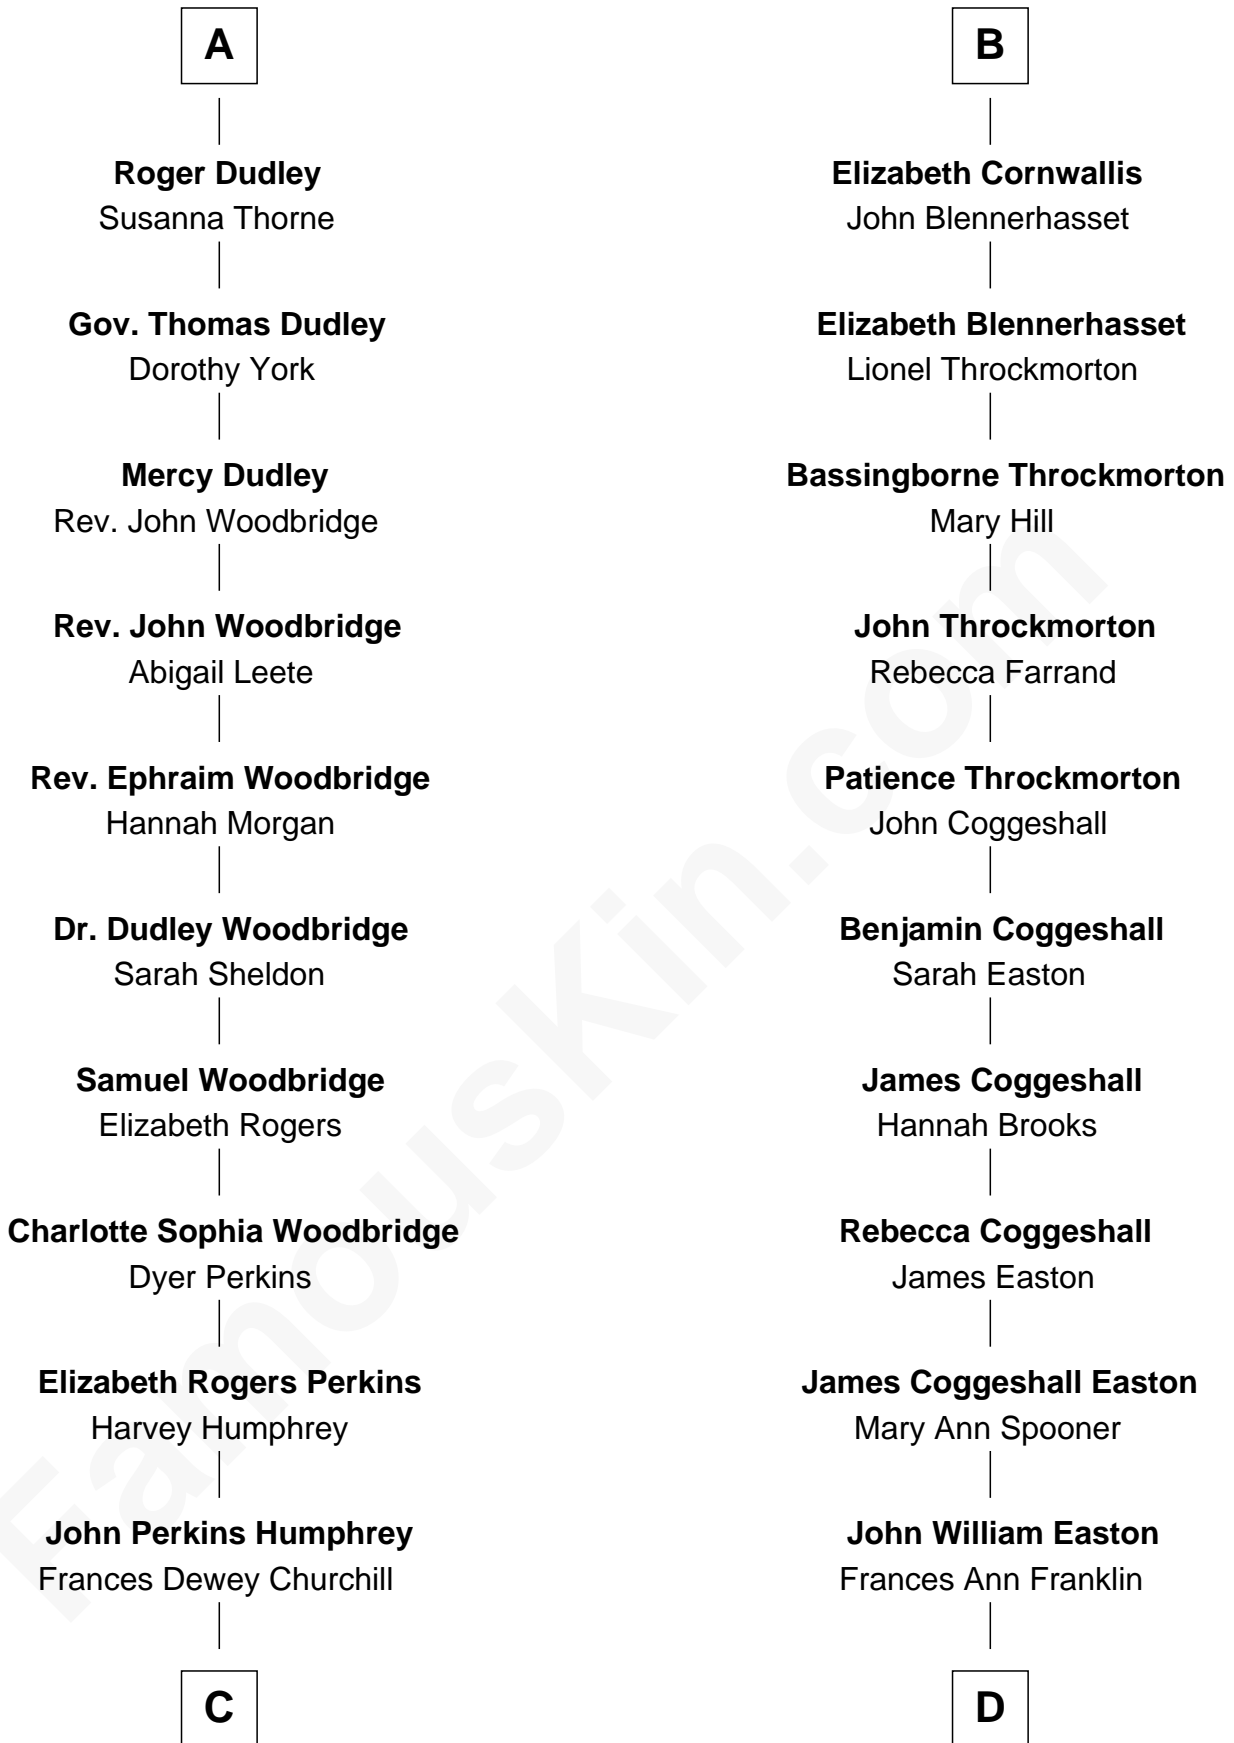 A
Roger Dudley
Susanna Thorne
Gov. Thomas Dudley
Dorothy York
Mercy Dudley
Rev. John Woodbridge
Rev. John Woodbridge
Abigail Leete
Rev. Ephraim Woodbridge
Hannah Morgan
Dr. Dudley Woodbridge
Sarah Sheldon
Samuel Woodbridge
Elizabeth Rogers
Charlotte Sophia Woodbridge
Dyer Perkins
Elizabeth Rogers Perkins
Harvey Humphrey
John Perkins Humphrey
Frances Dewey Churchill
C
B
Elizabeth Cornwallis
John Blennerhasset
Elizabeth Blennerhasset
Lionel Throckmorton
Bassingborne Throckmorton
Mary Hill
John Throckmorton
Rebecca Farrand
Patience Throckmorton
John Coggeshall
Benjamin Coggeshall
Sarah Easton
James Coggeshall
Hannah Brooks
Rebecca Coggeshall
James Easton
James Coggeshall Easton
Mary Ann Spooner
John William Easton
Frances Ann Franklin
D
FamousKin.com